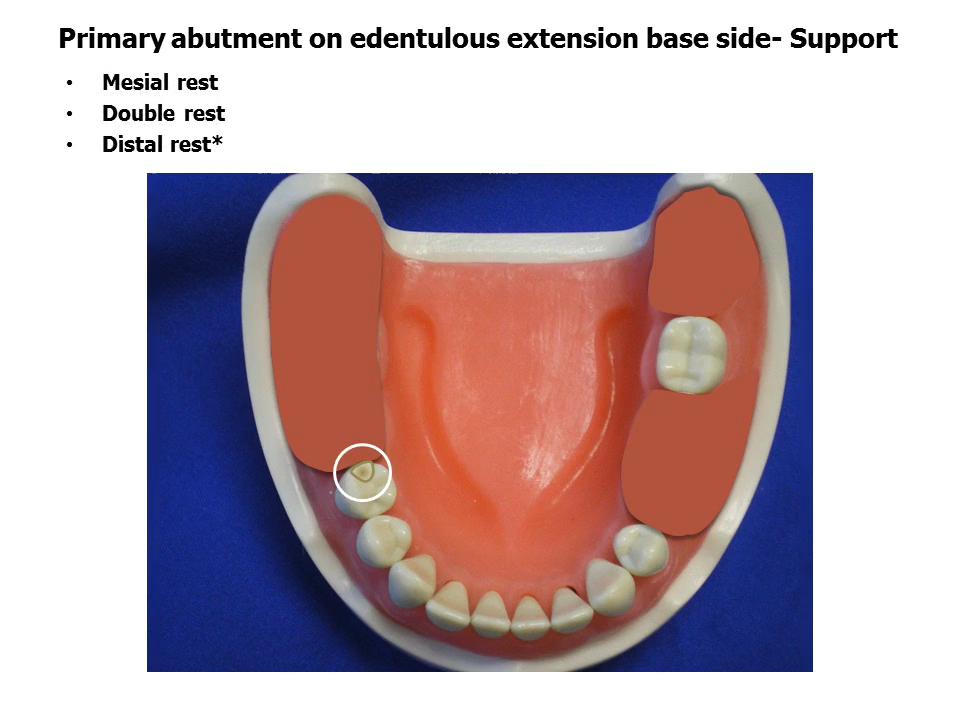 Primary abutment on edentulous extension base side- Support
• Mesial rest
• Double rest
• Distal rest*